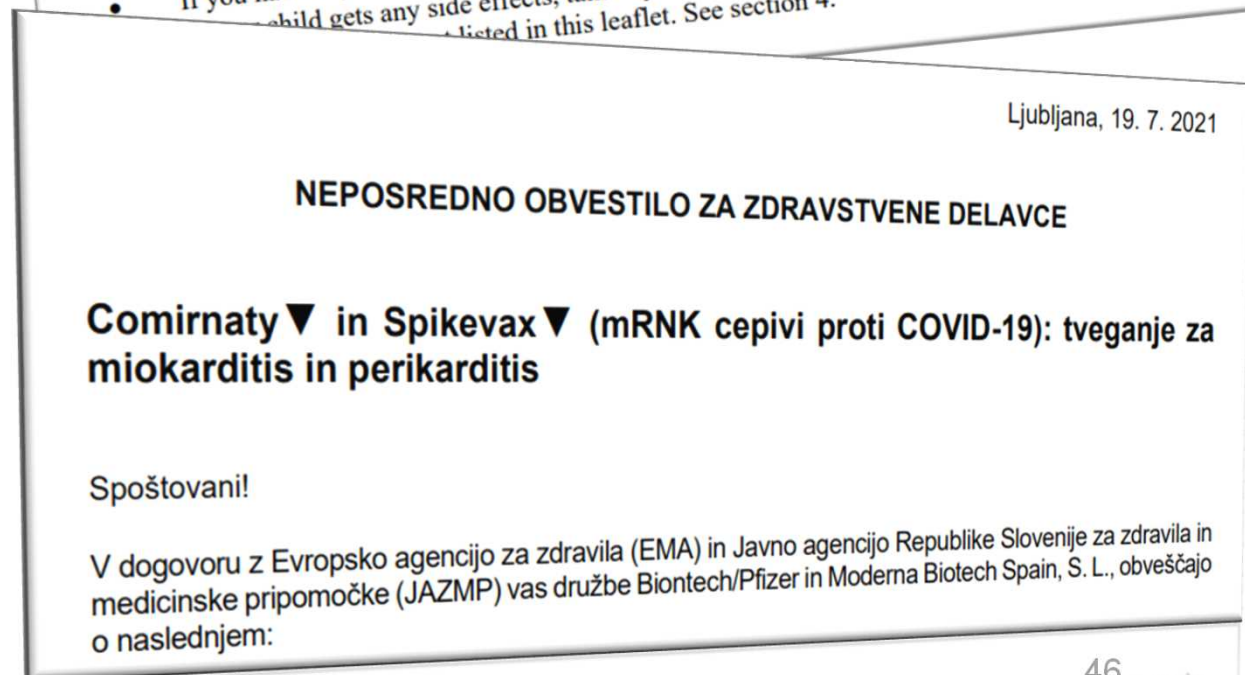 • If you
child gets any side effects,
listed in this leaflet. See section 4.
Ljubljana, 19. 7. 2021
NEPOSREDNO OBVESTILO ZA ZDRAVSTVENE DELAVCE
Comirnaty▼ in Spikevax▼ (mRNK cepivi proti COVID-19): tveganje za
miokarditis in perikarditis
Spoštovani!
V dogovoru z Evropsko agencijo za zdravila (EMA) in Javno agencijo Republike Slovenije za zdravila in
medicinske pripomočke (JAZMP) vas družbe Biontech/Pfizer in Moderna Biotech Spain, S. L., obveščajo
o naslednjem:
46